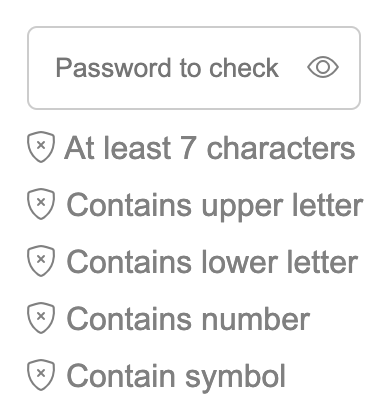 Password to check
At least 7 characters
Contains upper letter
Contains lower letter
Contains number
Contain symbol